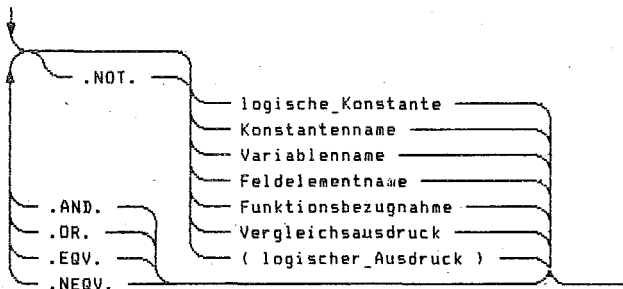 .NOT.
logische_Konstante
Konstantenname
Variablenname
Feldelementname
.AND.
Funktionsbezugnahme
.OR.
Vergleichsausdruck
.EQV.
( logischer_Ausdruck )
.NEQV.